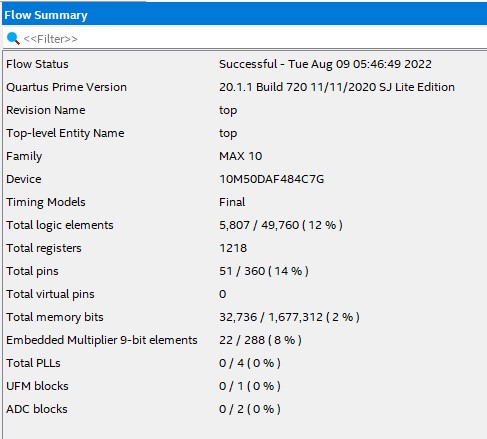 Flow Summary
<<Filter>>
Flow Status Successful - Tue Aug 09 05:46:49 2022
Quartus Prime Version 20.1.1 Build 720 11/11/2020 SJ Lite Edition
Revision Name top
Top-level Entity Name top
Family MAX 10
Device 10M50DAF484C7G
Timing Models Final
Total logic elements 5,807 / 49,760 ( 12 % )
Total registers 1218
Total pins 51 / 360 ( 14 % )
Total virtual pins 0
Total memory bits 32,736 / 1,677,312 ( 2 % )
Embedded Multiplier 9-bit elements 22 / 288 ( 8 % )
Total PLLs 0 / 4 ( 0 % )
UFM blocks 0 / 1 ( 0 % )
ADC blocks 0 / 2 ( 0 % )